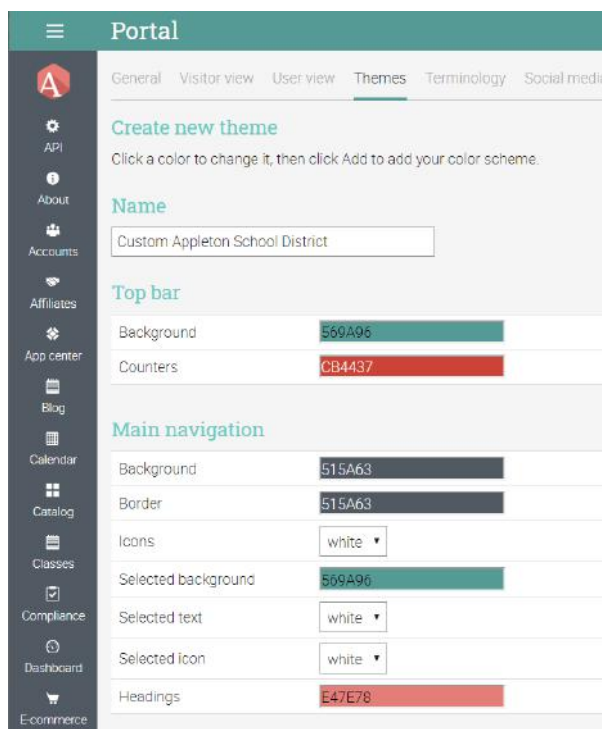 Portal
General Visitor view User view Themes Terminology Social media
A
API
About
Accounts
Affiliates
App center
Blog
Calendar
Catalog
Classes
Compliance
Dashboard
E-commerce
Create new theme
Click a color to change it, then click Add to add your color scheme.
Name
Custom Appleton School District
Top bar
Background 569A96
Counters CB4437
Main navigation
Background 515A63
Border 515A63
Icons white
Selected background 569A96
Selected text white
Selected icon white
Headings E47E78